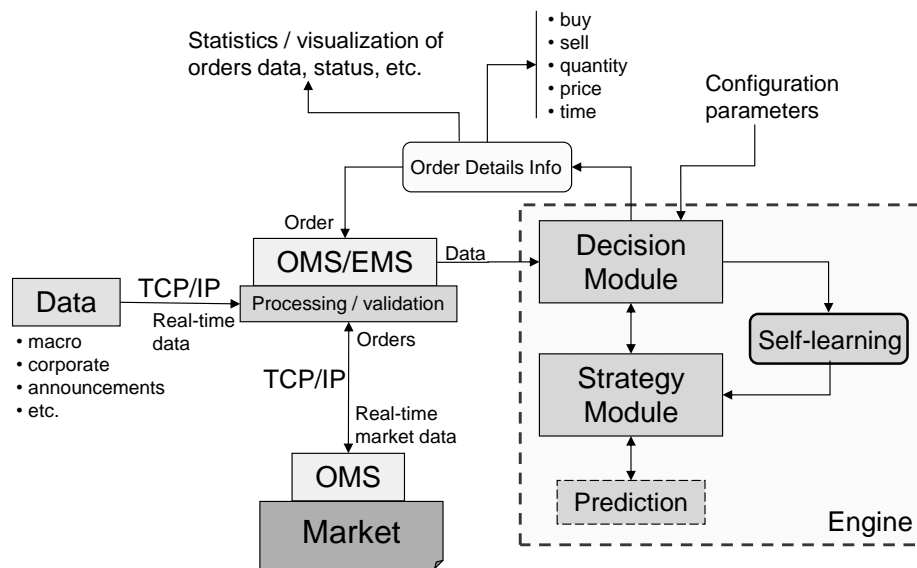 Statistics / visualization of
orders data, status, etc.
• buy
• sell
• quantity
• price
• time
Configuration
parameters
Order Details Info
Order
OMS/EMS
Data
Decision
Module
Data
TCP/IP
Processing / validation
Real-time
data
• macro
• corporate
• announcements
• etc.
Orders
TCP/IP
Self-learning
Strategy
Module
Real-time
market data
OMS
Market
Prediction
Engine